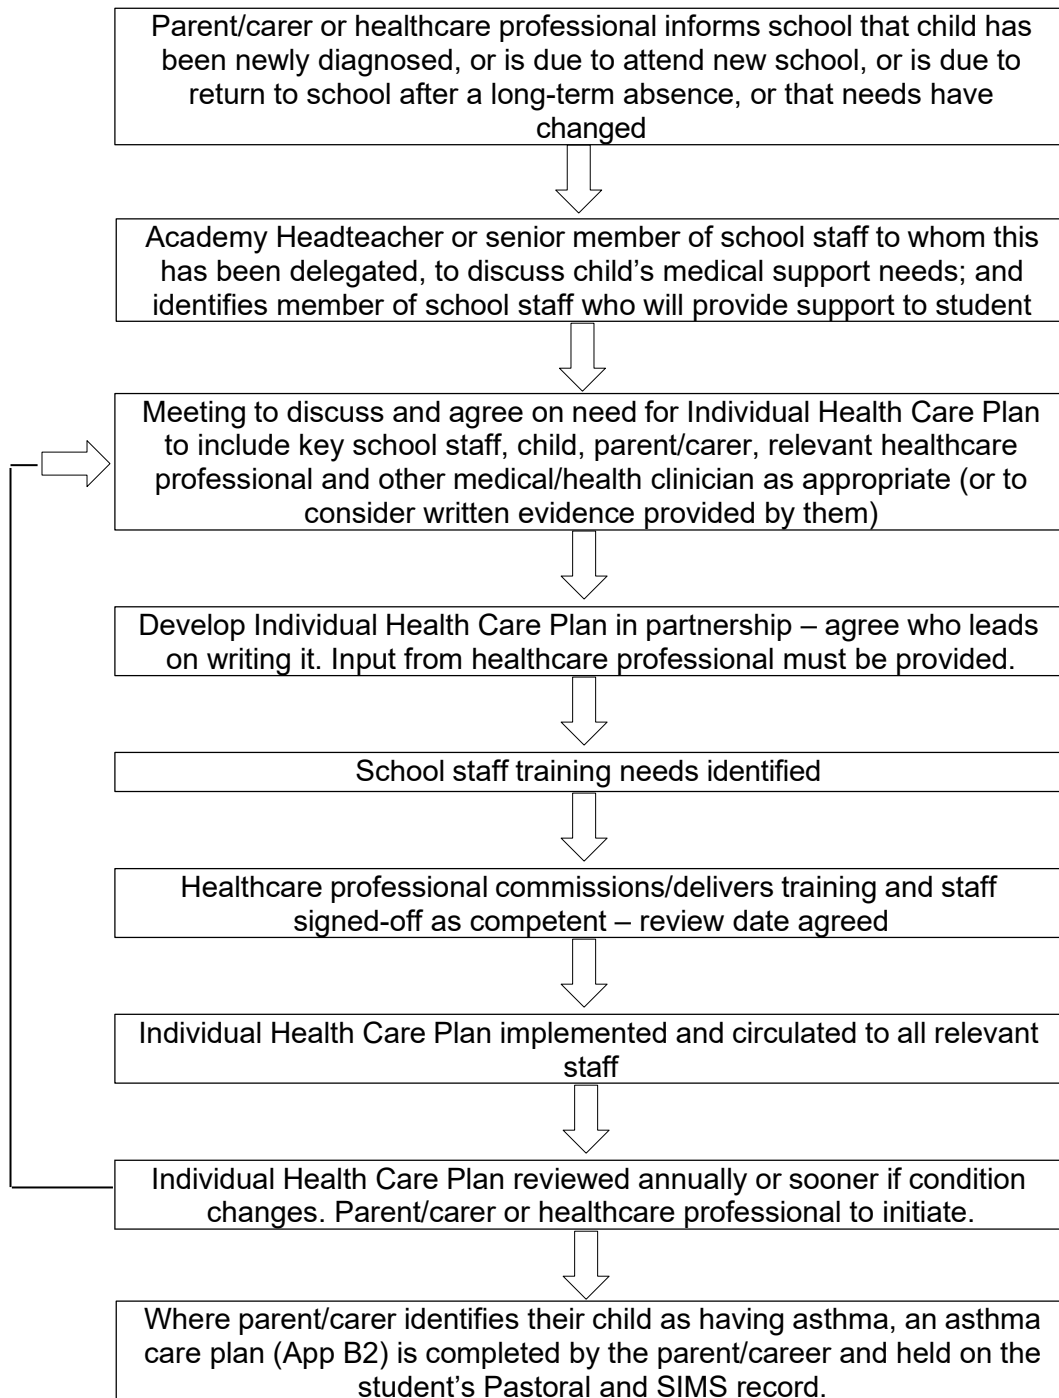 Parent/carer or healthcare professional informs school that child has
been newly diagnosed, or is due to attend new school, or is due to
return to school after a long-term absence, or that needs have
changed
Academy Headteacher or senior member of school staff to whom this
has been delegated, to discuss child’s medical support needs; and
identifies member of school staff who will provide support to student
Meeting to discuss and agree on need for Individual Health Care Plan
to include key school staff, child, parent/carer, relevant healthcare
professional and other medical/health clinician as appropriate (or to
consider written evidence provided by them)
Develop Individual Health Care Plan in partnership – agree who leads
on writing it. Input from healthcare professional must be provided.
School staff training needs identified
Healthcare professional commissions/delivers training and staff
signed-off as competent – review date agreed
Individual Health Care Plan implemented and circulated to all relevant
staff
Individual Health Care Plan reviewed annually or sooner if condition
changes. Parent/carer or healthcare professional to initiate.
Where parent/carer identifies their child as having asthma, an asthma
care plan (App B2) is completed by the parent/career and held on the
student’s Pastoral and SIMS record.